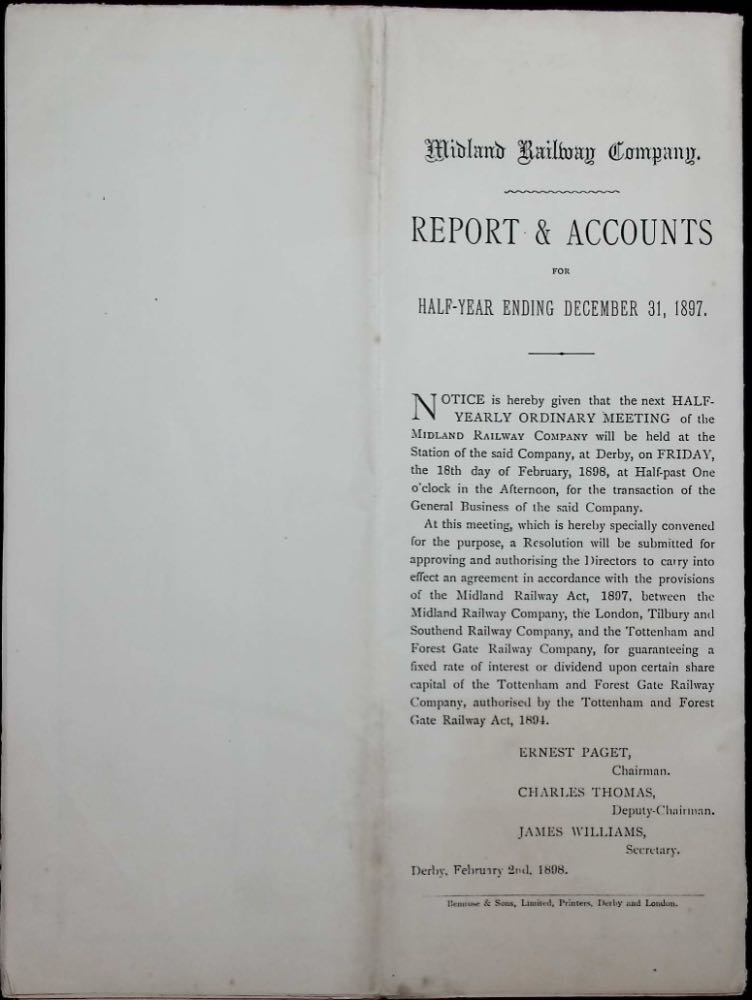 Midland Railway Company.
REPORT & ACCOUNTS
FOR
HALF-YEAR ENDING DECEMBER 31, 1897.
NOTICE is hereby given that the next HALF-
YEARLY ORDINARY MEETING of the
MIDLAND RAILWAY COMPANY will be held at the
Station of the said Company, at Derby, on FRIDAY,
the 18th day of February, 1898, at Half-past One
o'clock in the Afternoon, for the transaction of the
General Business of the said Company.
At this meeting, which is hereby specially convened
for the purpose, a Resolution will be submitted for
approving and authorising the Directors to carry into
effect an agreement in accordance with the provisions
of the Midland Railway Act, 1897, between the
Midland Railway Company, the London, Tilbury and
Southend Railway Company, and the Tottenham and
Forest Gate Railway Company, for guaranteeing a
fixed rate of interest or dividend upon certain share
capital of the Tottenham and Forest Gate Railway
Company, authorised by the Tottenham and Forest
Gate Railway Act, 1894.
ERNEST PAGET,
Chairman.
CHARLES THOMAS,
Deputy-Chairman.
JAMES WILLIAMS,
Secretary.
Derby, February 2nd, 1898.
Bemrose & Sons, Limited, Printers, Derby and London.